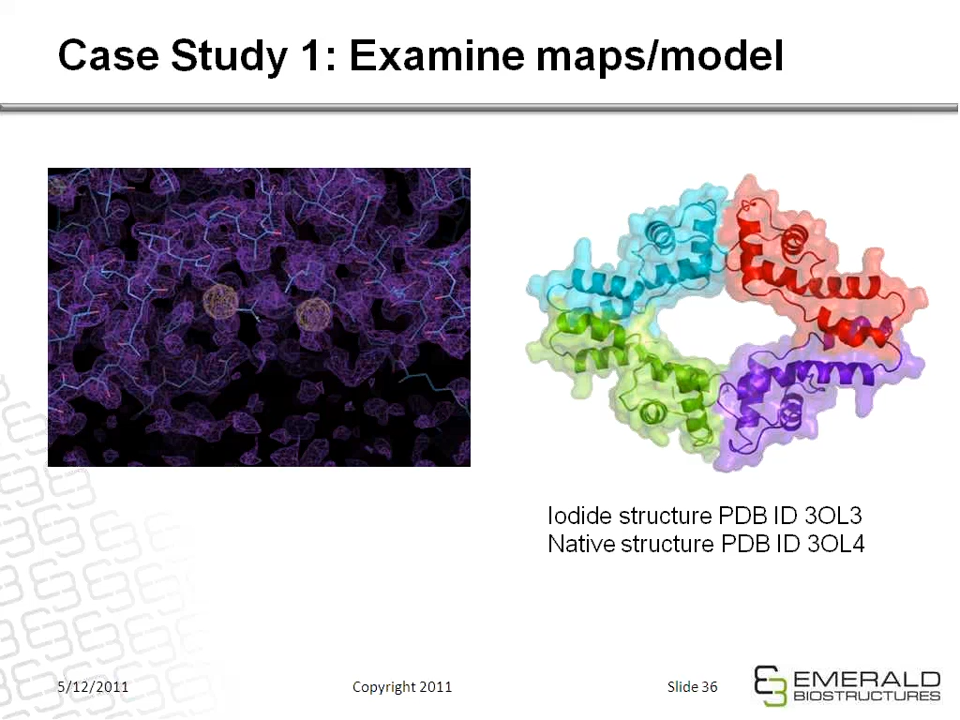 Case Study 1: Examine maps/model
Iodide structure PDB ID 3OL3
Native structure PDB ID 3OL4
5/12/2011
Copyright 2011
Slide 36
EMERALD
BIOSTRUCTURES